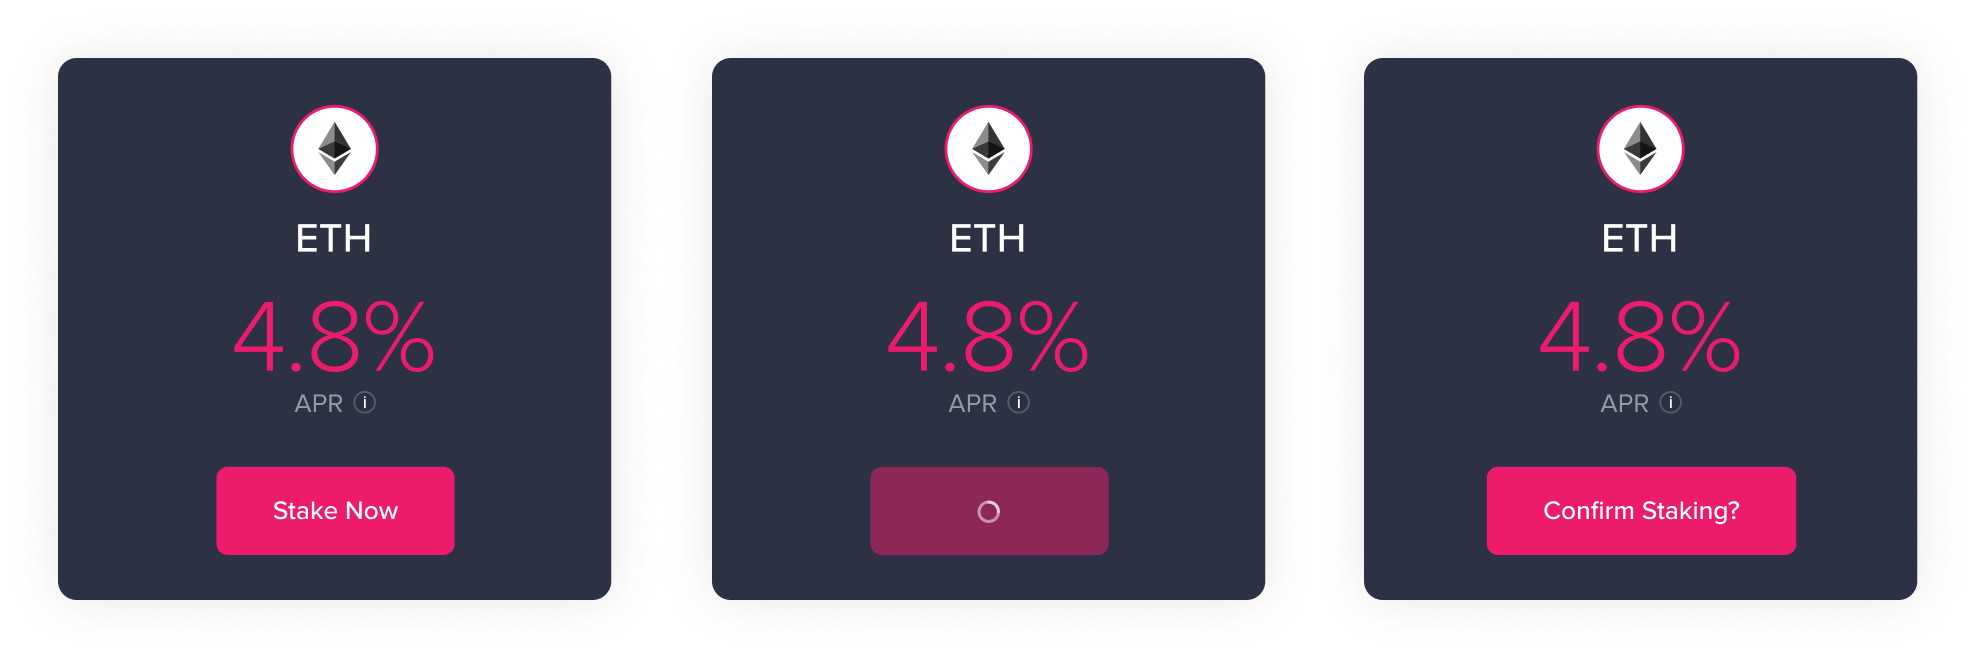 ETH
4.8%
APR i
Stake Now
ETH
4.8%
APR i
ETH
4.8%
APR i
Confirm Staking?